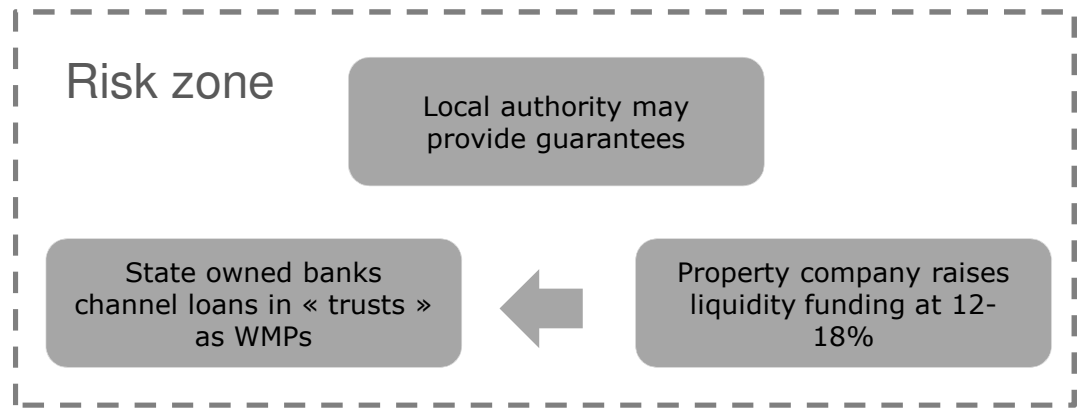 Risk zone
Local authority may
provide guarantees
State owned banks
channel loans in « trusts »
as WMPs
Property company raises
liquidity funding at 12-
18%